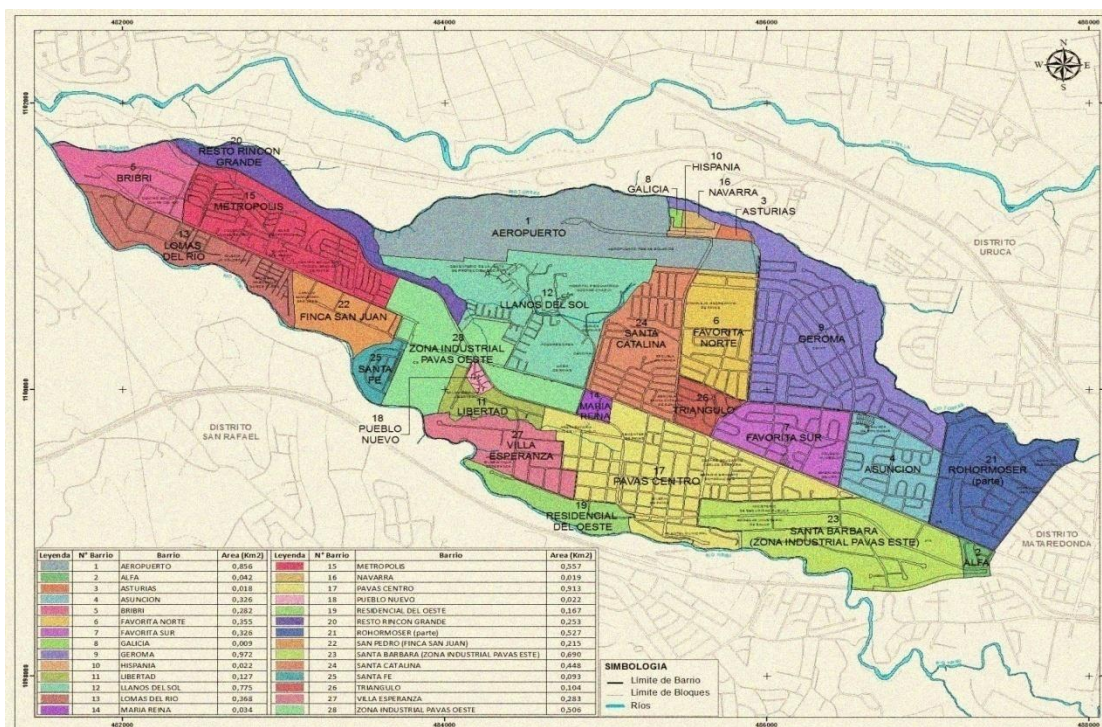 482000 484000 486000 488000
N
W E
S
1102000
1100000
1098000
20
RESTO RINCON
GRANDE
5
BRIBRI
15
METROPOLIS
13
LOMAS
DEL RIO
22
FINCA SAN JUAN
25
SANTA
FE
1
AEROPUERTO
8
GALICIA
10
HISPANIA
16
NAVARRA
3
ASTURIAS
DISTRITO
URUCA
12
LLANOS DEL SOL
28
ZONA INDUSTRIAL
PAVAS OESTE
24
SANTA
CATALINA
6
FAVORITA
NORTE
9
GEROMA
18
PUEBLO
NUEVO
11
LIBERTAD
14
MARIA
REINA
26
TRIANGULO
7
FAVORITA SUR
4
ASUNCION
21
ROHORMOSER
(parte)
DISTRITO
SAN RAFAEL
27
VILLA
ESPERANZA
17
PAVAS CENTRO
19
RESIDENCIAL
DEL OESTE
23
SANTA BARBARA
(ZONA INDUSTRIAL PAVAS ESTE)
2
ALFA
DISTRITO
MATAREDONDA
Leyenda N° Barrio Barrio Area (Km2) Leyenda N° Barrio Barrio Area (Km2)
1 AEROPUERTO 0,856 15 METROPOLIS 0,557
2 ALFA 0,042 16 NAVARRA 0,019
3 ASTURIAS 0,018 17 PAVAS CENTRO 0,913
4 ASUNCION 0,326 18 PUEBLO NUEVO 0,022
5 BRIBRI 0,282 19 RESIDENCIAL DEL OESTE 0,167
6 FAVORITA NORTE 0,355 20 RESTO RINCON GRANDE 0,253
7 FAVORITA SUR 0,326 21 ROHORMOSER (parte) 0,527
8 GALICIA 0,009 22 SAN PEDRO (FINCA SAN JUAN) 0,215
9 GEROMA 0,972 23 SANTA BARBARA (ZONA INDUSTRIAL PAVAS ESTE) 0,690
10 HISPANIA 0,022 24 SANTA CATALINA 0,448
11 LIBERTAD 0,127 25 SANTA FE 0,093
12 LLANOS DEL SOL 0,775 26 TRIANGULO 0,104
13 LOMAS DEL RIO 0,368 27 VILLA ESPERANZA 0,283
14 MARIA REINA 0,034 28 ZONA INDUSTRIAL PAVAS OESTE 0,506
SIMBOLOGIA
Límite de Barrio
Límite de Bloques
Ríos
482000 484000 486000 488000